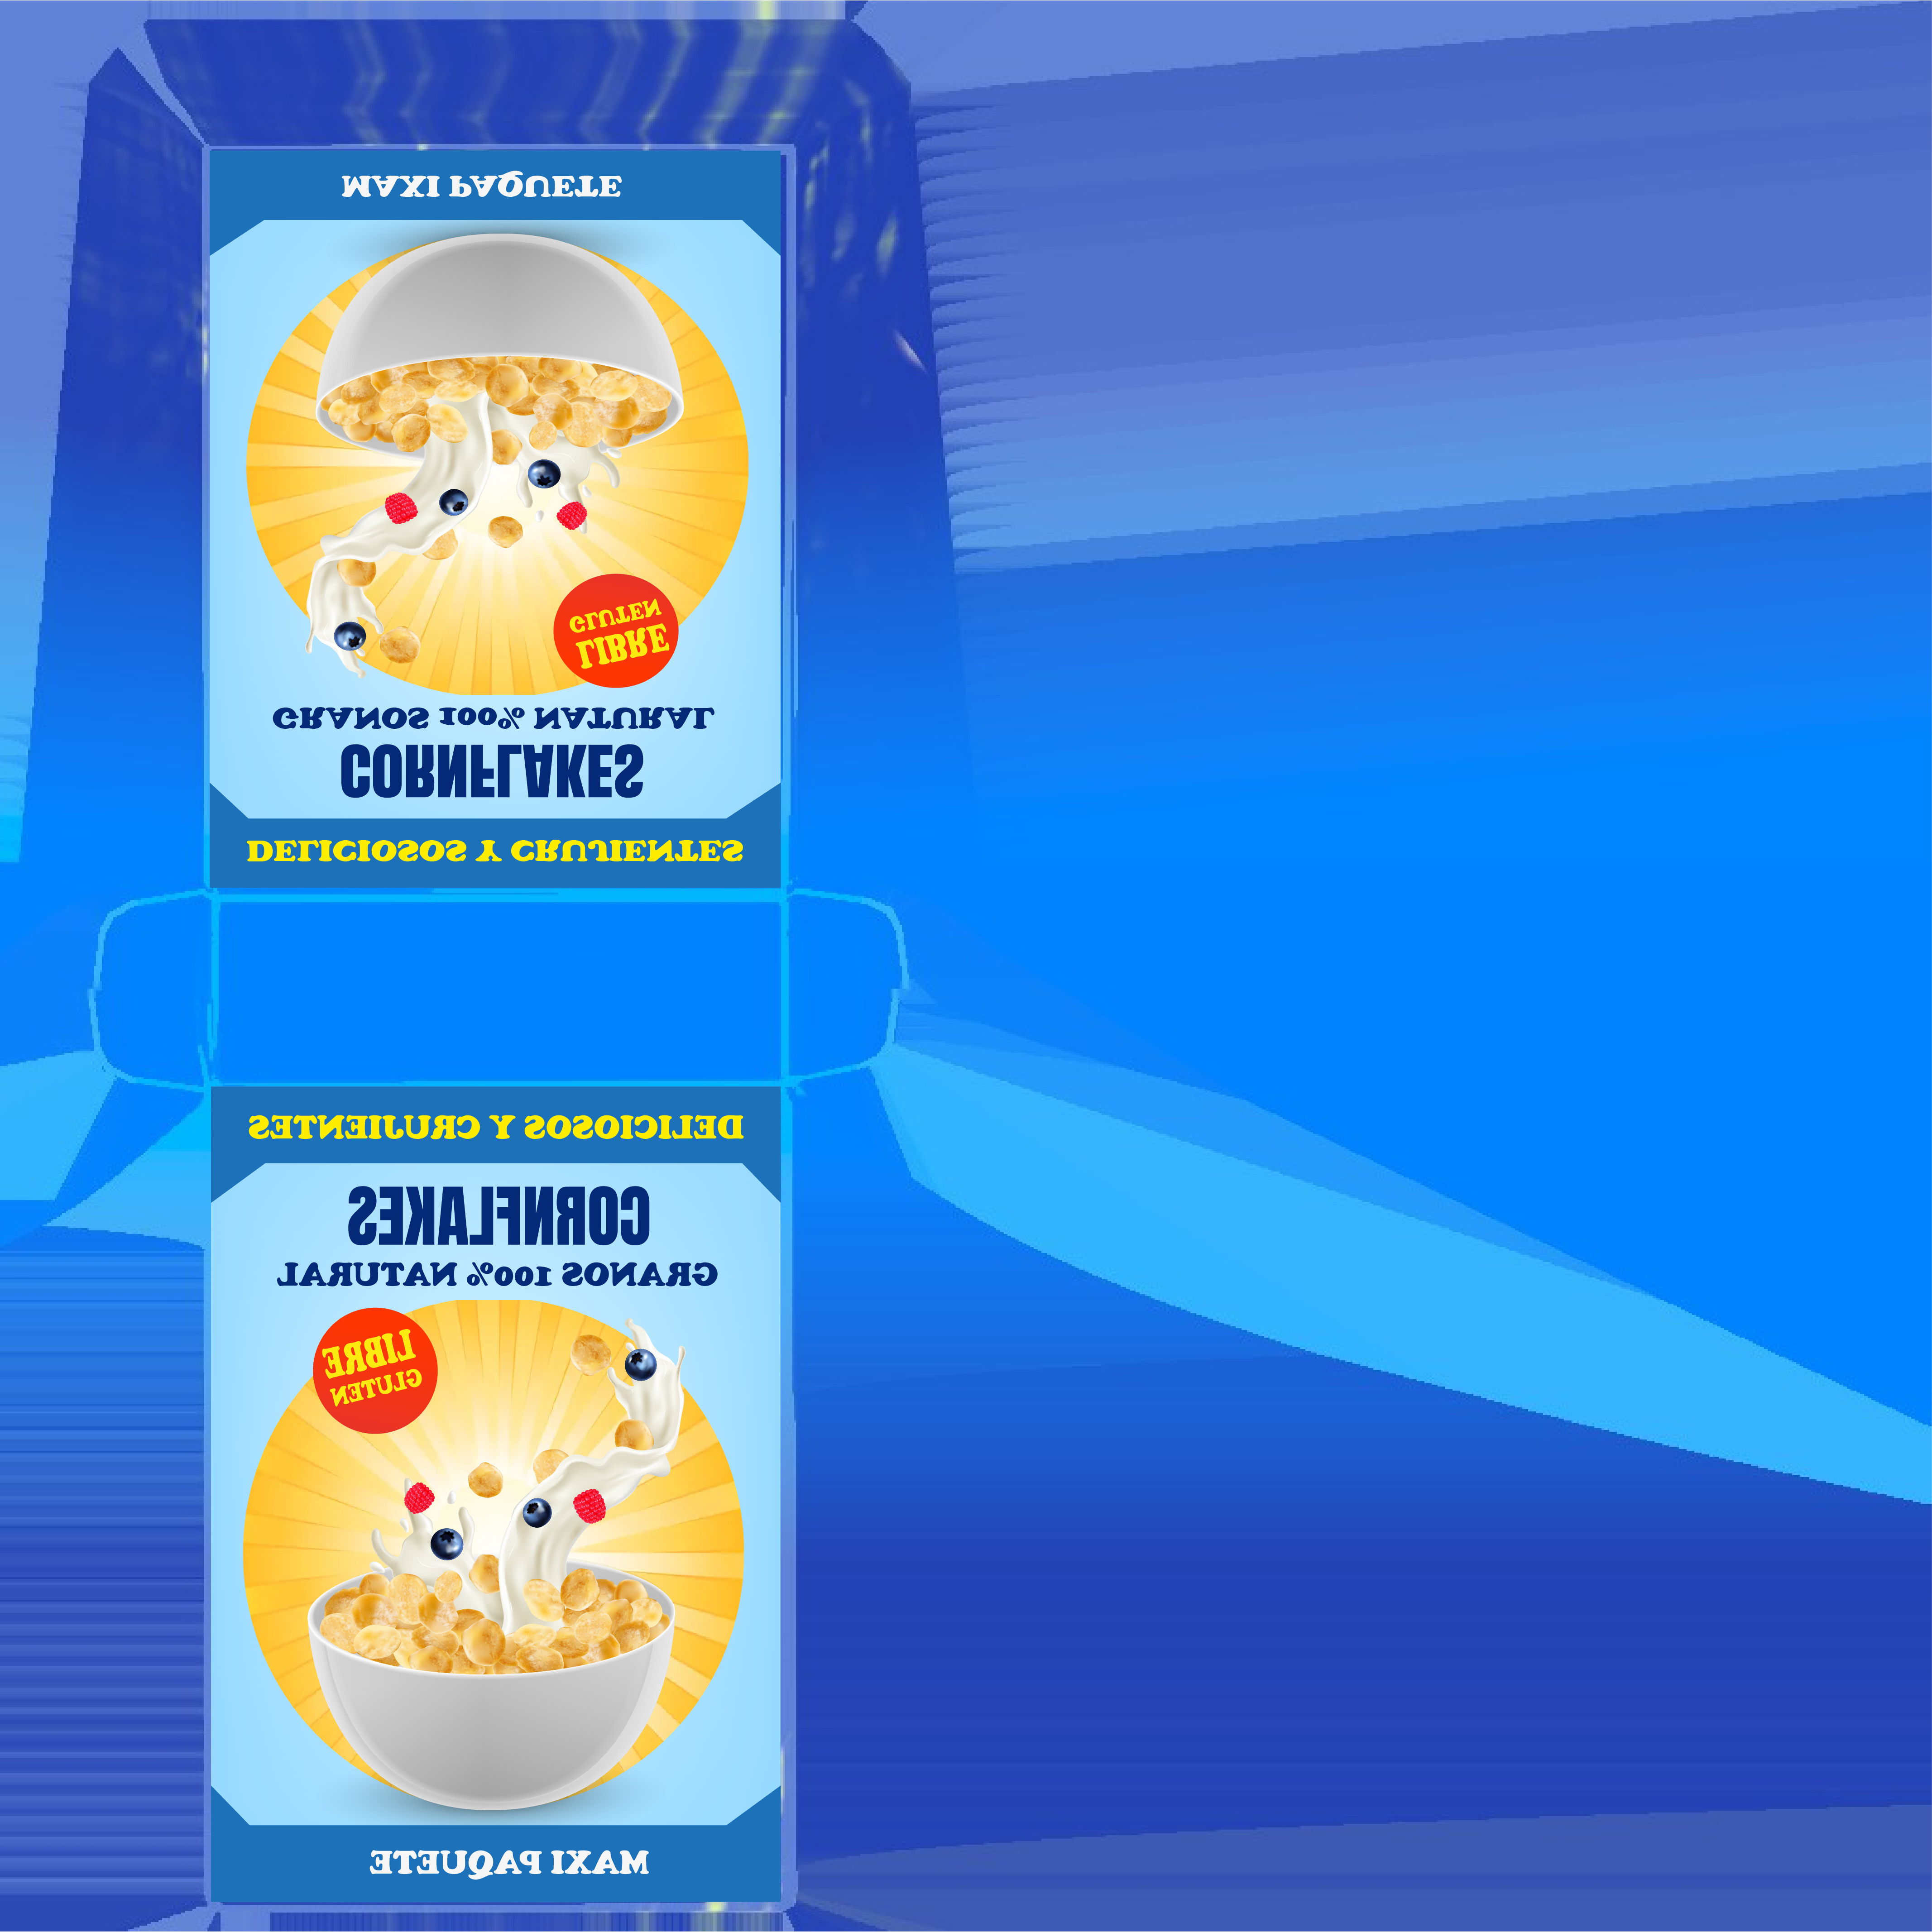 MAXI PAQUETE
GLUTEN
LIBRE
GRANOS 100% NATURAL
CORNFLAKES
DELICIOSOS Y CRUJIENTES
DELICIOSOS Y CRUJIENTES
CORNFLAKES
GRANOS 100% NATURAL
LIBRE
GLUTEN
MAXI PAQUETE